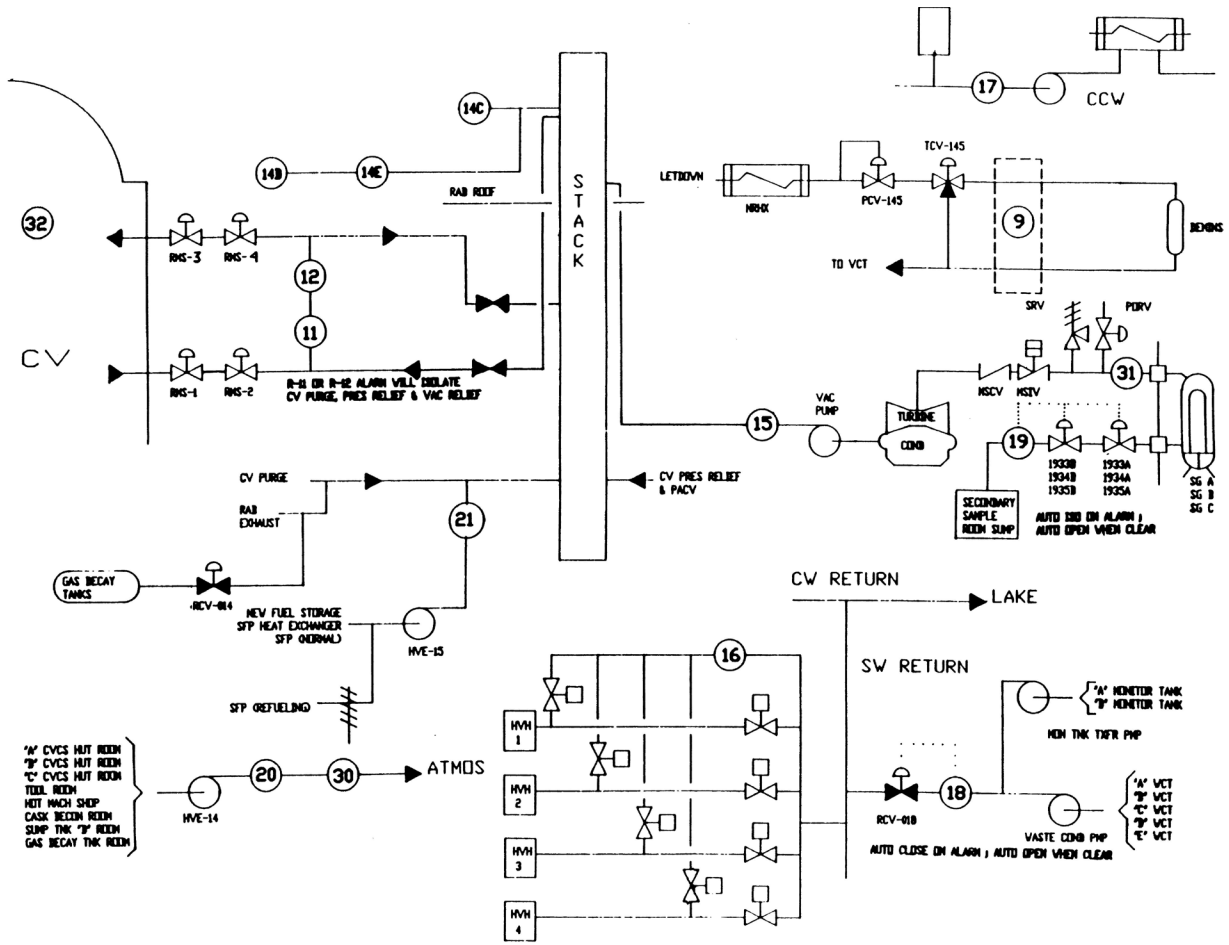 17
CCW
14C
14D
14E
RAB ROOF
STACK
LETDOWN
NRHX
PCV-145
TCV-145
9
DEMINS
TO VCT
32
RMS-3
RMS-4
12
11
CV
RMS-1
RMS-2
R-11 OR R-12 ALARM WILL ISOLATE
CV PURGE, PRES RELIEF & VAC RELIEF
SRV
PORV
MSCV
MSIV
31
VAC
PUMP
TURBINE
COND
15
19
1933B
1934B
1935B
1933A
1934A
1935A
SG A
SG B
SG C
SECONDARY
SAMPLE
ROOM SUMP
AUTO ISO ON ALARM ;
AUTO OPEN WHEN CLEAR
CV PURGE
RAB
EXHAUST
CV PRES RELIEF
& PACV
21
GAS DECAY
TANKS
RCV-014
NEW FUEL STORAGE
SFP HEAT EXCHANGER
SFP (NORMAL)
HVE-15
SFP (REFUELING)
CW RETURN
LAKE
SW RETURN
16
HVH
1
HVH
2
HVH
3
HVH
4
"A" MONITOR TANK
"B" MONITOR TANK
MON TNK TXFR PMP
RCV-018
18
WASTE COND PMP
"A" WCT
"B" WCT
"C" WCT
"D" WCT
"E" WCT
AUTO CLOSE ON ALARM ; AUTO OPEN WHEN CLEAR
"A" CVCS HUT ROOM
"B" CVCS HUT ROOM
"C" CVCS HUT ROOM
TOOL ROOM
HOT MACH SHOP
CASK DECON ROOM
SUMP TNK "B" ROOM
GAS DECAY TNK ROOM
HVE-14
20
30
ATMOS